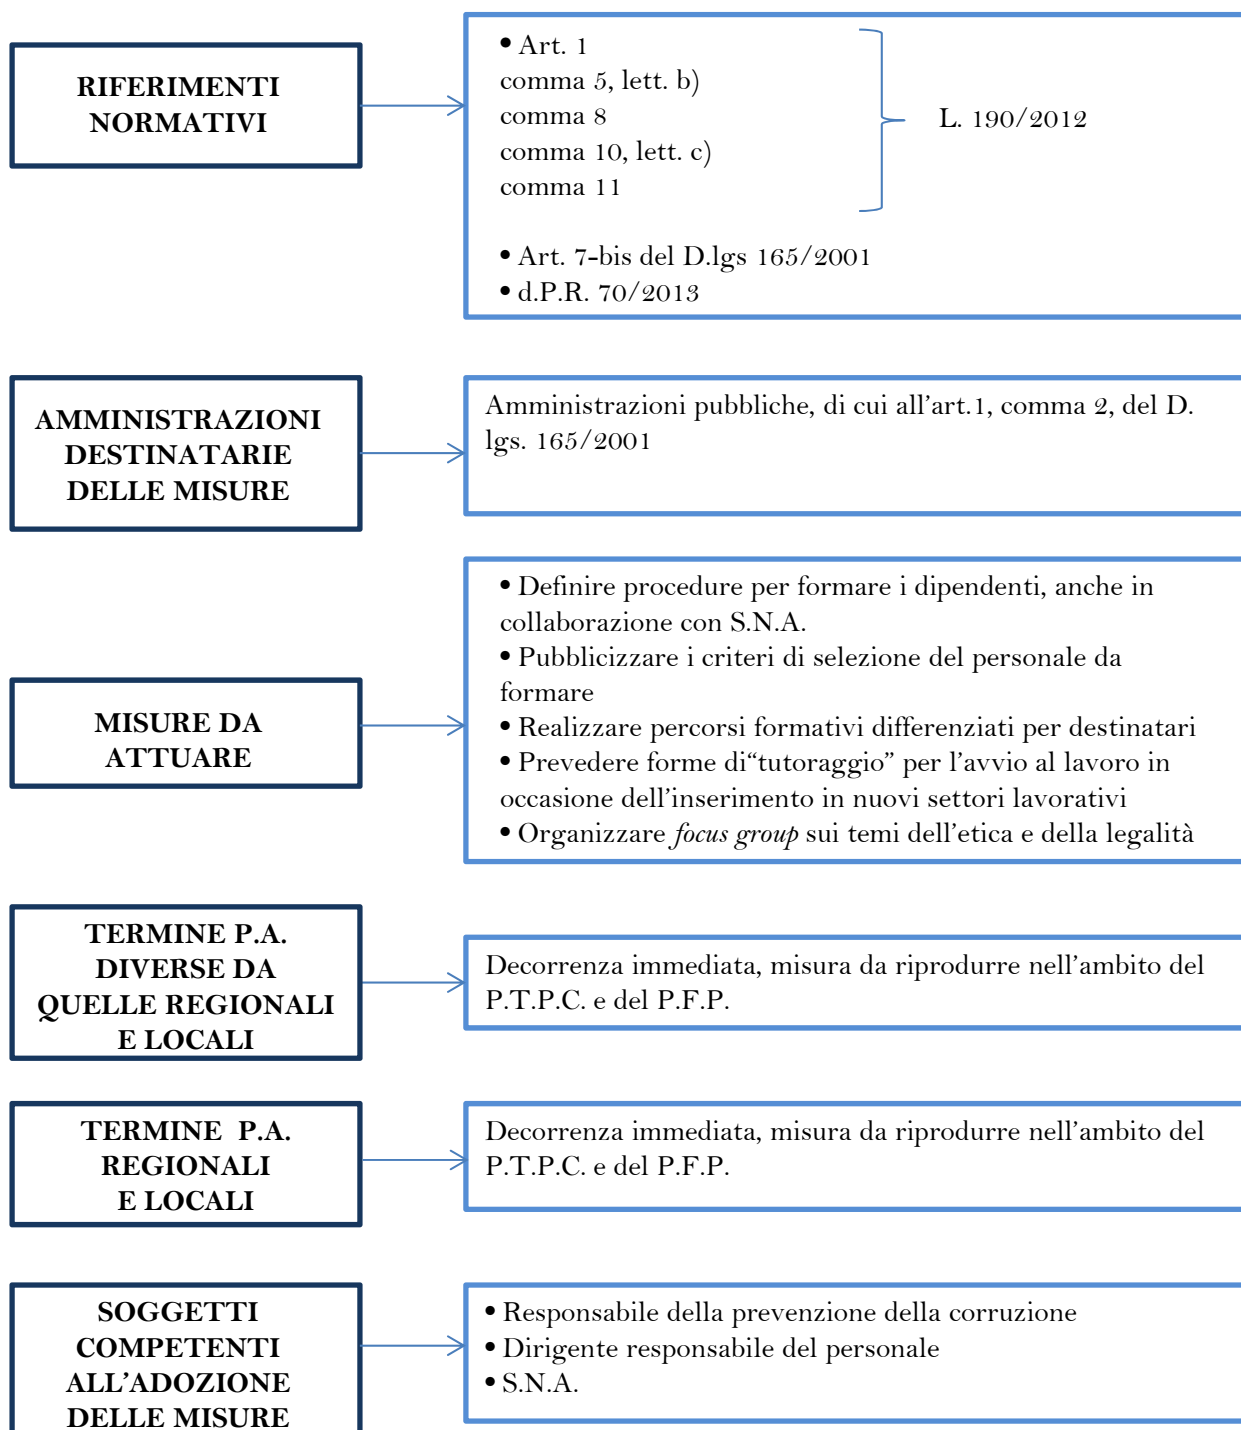 RIFERIMENTI
NORMATIVI
• Art. 1
comma 5, lett. b)
comma 8
comma 10, lett. c)
comma 11
L. 190/2012
• Art. 7-bis del D.lgs 165/2001
• d.P.R. 70/2013
AMMINISTRAZIONI
DESTINATARIE
DELLE MISURE
Amministrazioni pubbliche, di cui all’art.1, comma 2, del D.
lgs. 165/2001
MISURE DA
ATTUARE
• Definire procedure per formare i dipendenti, anche in
collaborazione con S.N.A.
• Pubblicizzare i criteri di selezione del personale da
formare
• Realizzare percorsi formativi differenziati per destinatari
• Prevedere forme di“tutoraggio” per l’avvio al lavoro in
occasione dell’inserimento in nuovi settori lavorativi
• Organizzare focus group sui temi dell’etica e della legalità
TERMINE P.A.
DIVERSE DA
QUELLE REGIONALI
E LOCALI
Decorrenza immediata, misura da riprodurre nell’ambito del
P.T.P.C. e del P.F.P.
TERMINE P.A.
REGIONALI
E LOCALI
Decorrenza immediata, misura da riprodurre nell’ambito del
P.T.P.C. e del P.F.P.
SOGGETTI
COMPETENTI
ALL’ADOZIONE
DELLE MISURE
• Responsabile della prevenzione della corruzione
• Dirigente responsabile del personale
• S.N.A.